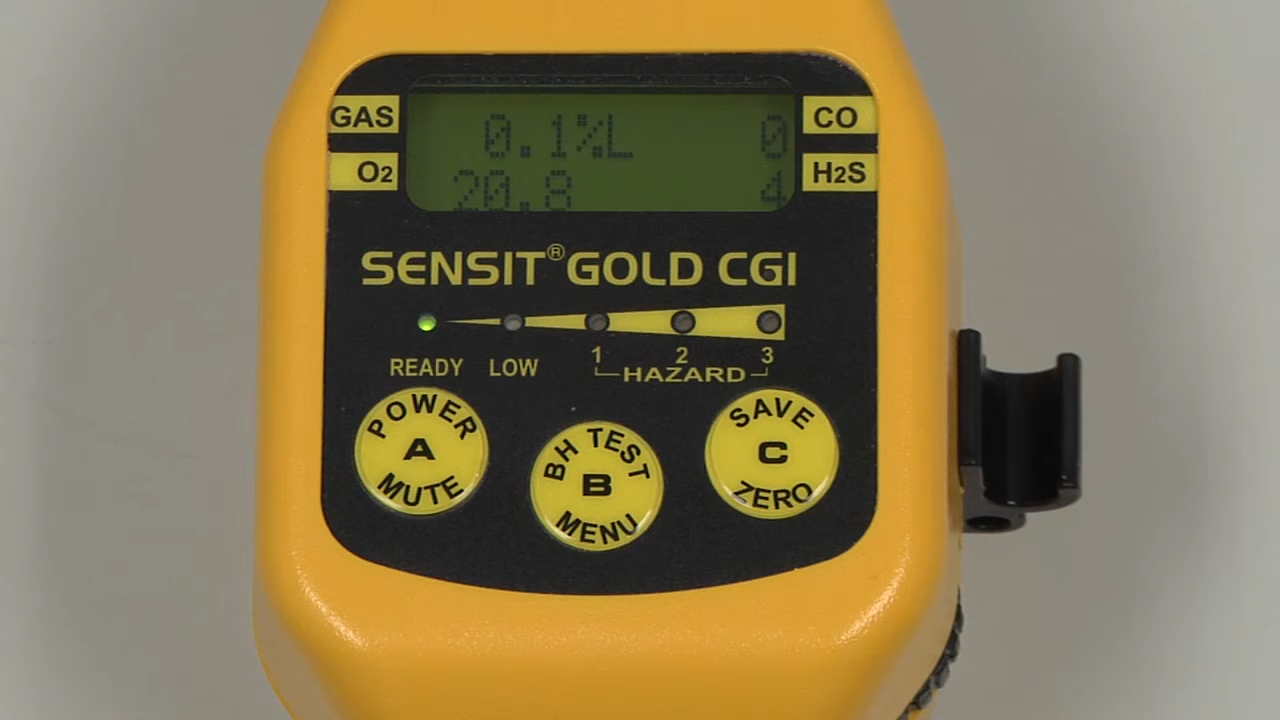 GAS 0.1%L 0 CO
O2 20.8 4 H2S
SENSIT® GOLD CGI
READY LOW 1 2 3
HAZARD
POWER A MUTE
BH TEST B MENU
SAVE C ZERO